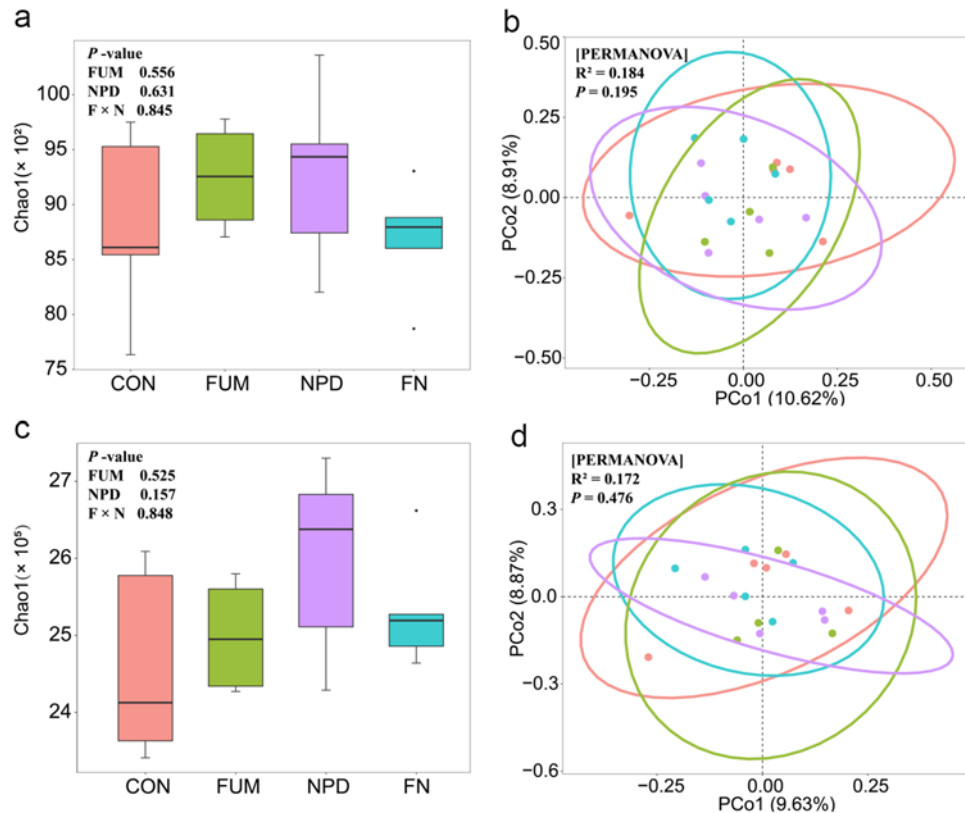 a
P -value
FUM 0.556
NPD 0.631
F × N 0.845
Chao1(× 10²)
100
95
90
85
80
75
CON FUM NPD FN
b
[PERMANOVA]
R² = 0.184
P = 0.195
PCo2 (8.91%)
0.50
0.25
0.00
−0.25
−0.50
−0.25 0.00 0.25 0.50
PCo1 (10.62%)
c
P -value
FUM 0.525
NPD 0.157
F × N 0.848
Chao1(× 10⁵)
27
26
25
24
CON FUM NPD FN
d
[PERMANOVA]
R² = 0.172
P = 0.476
PCo2 (8.87%)
0.3
0.0
−0.3
−0.6
−0.25 0.00 0.25
PCo1 (9.63%)